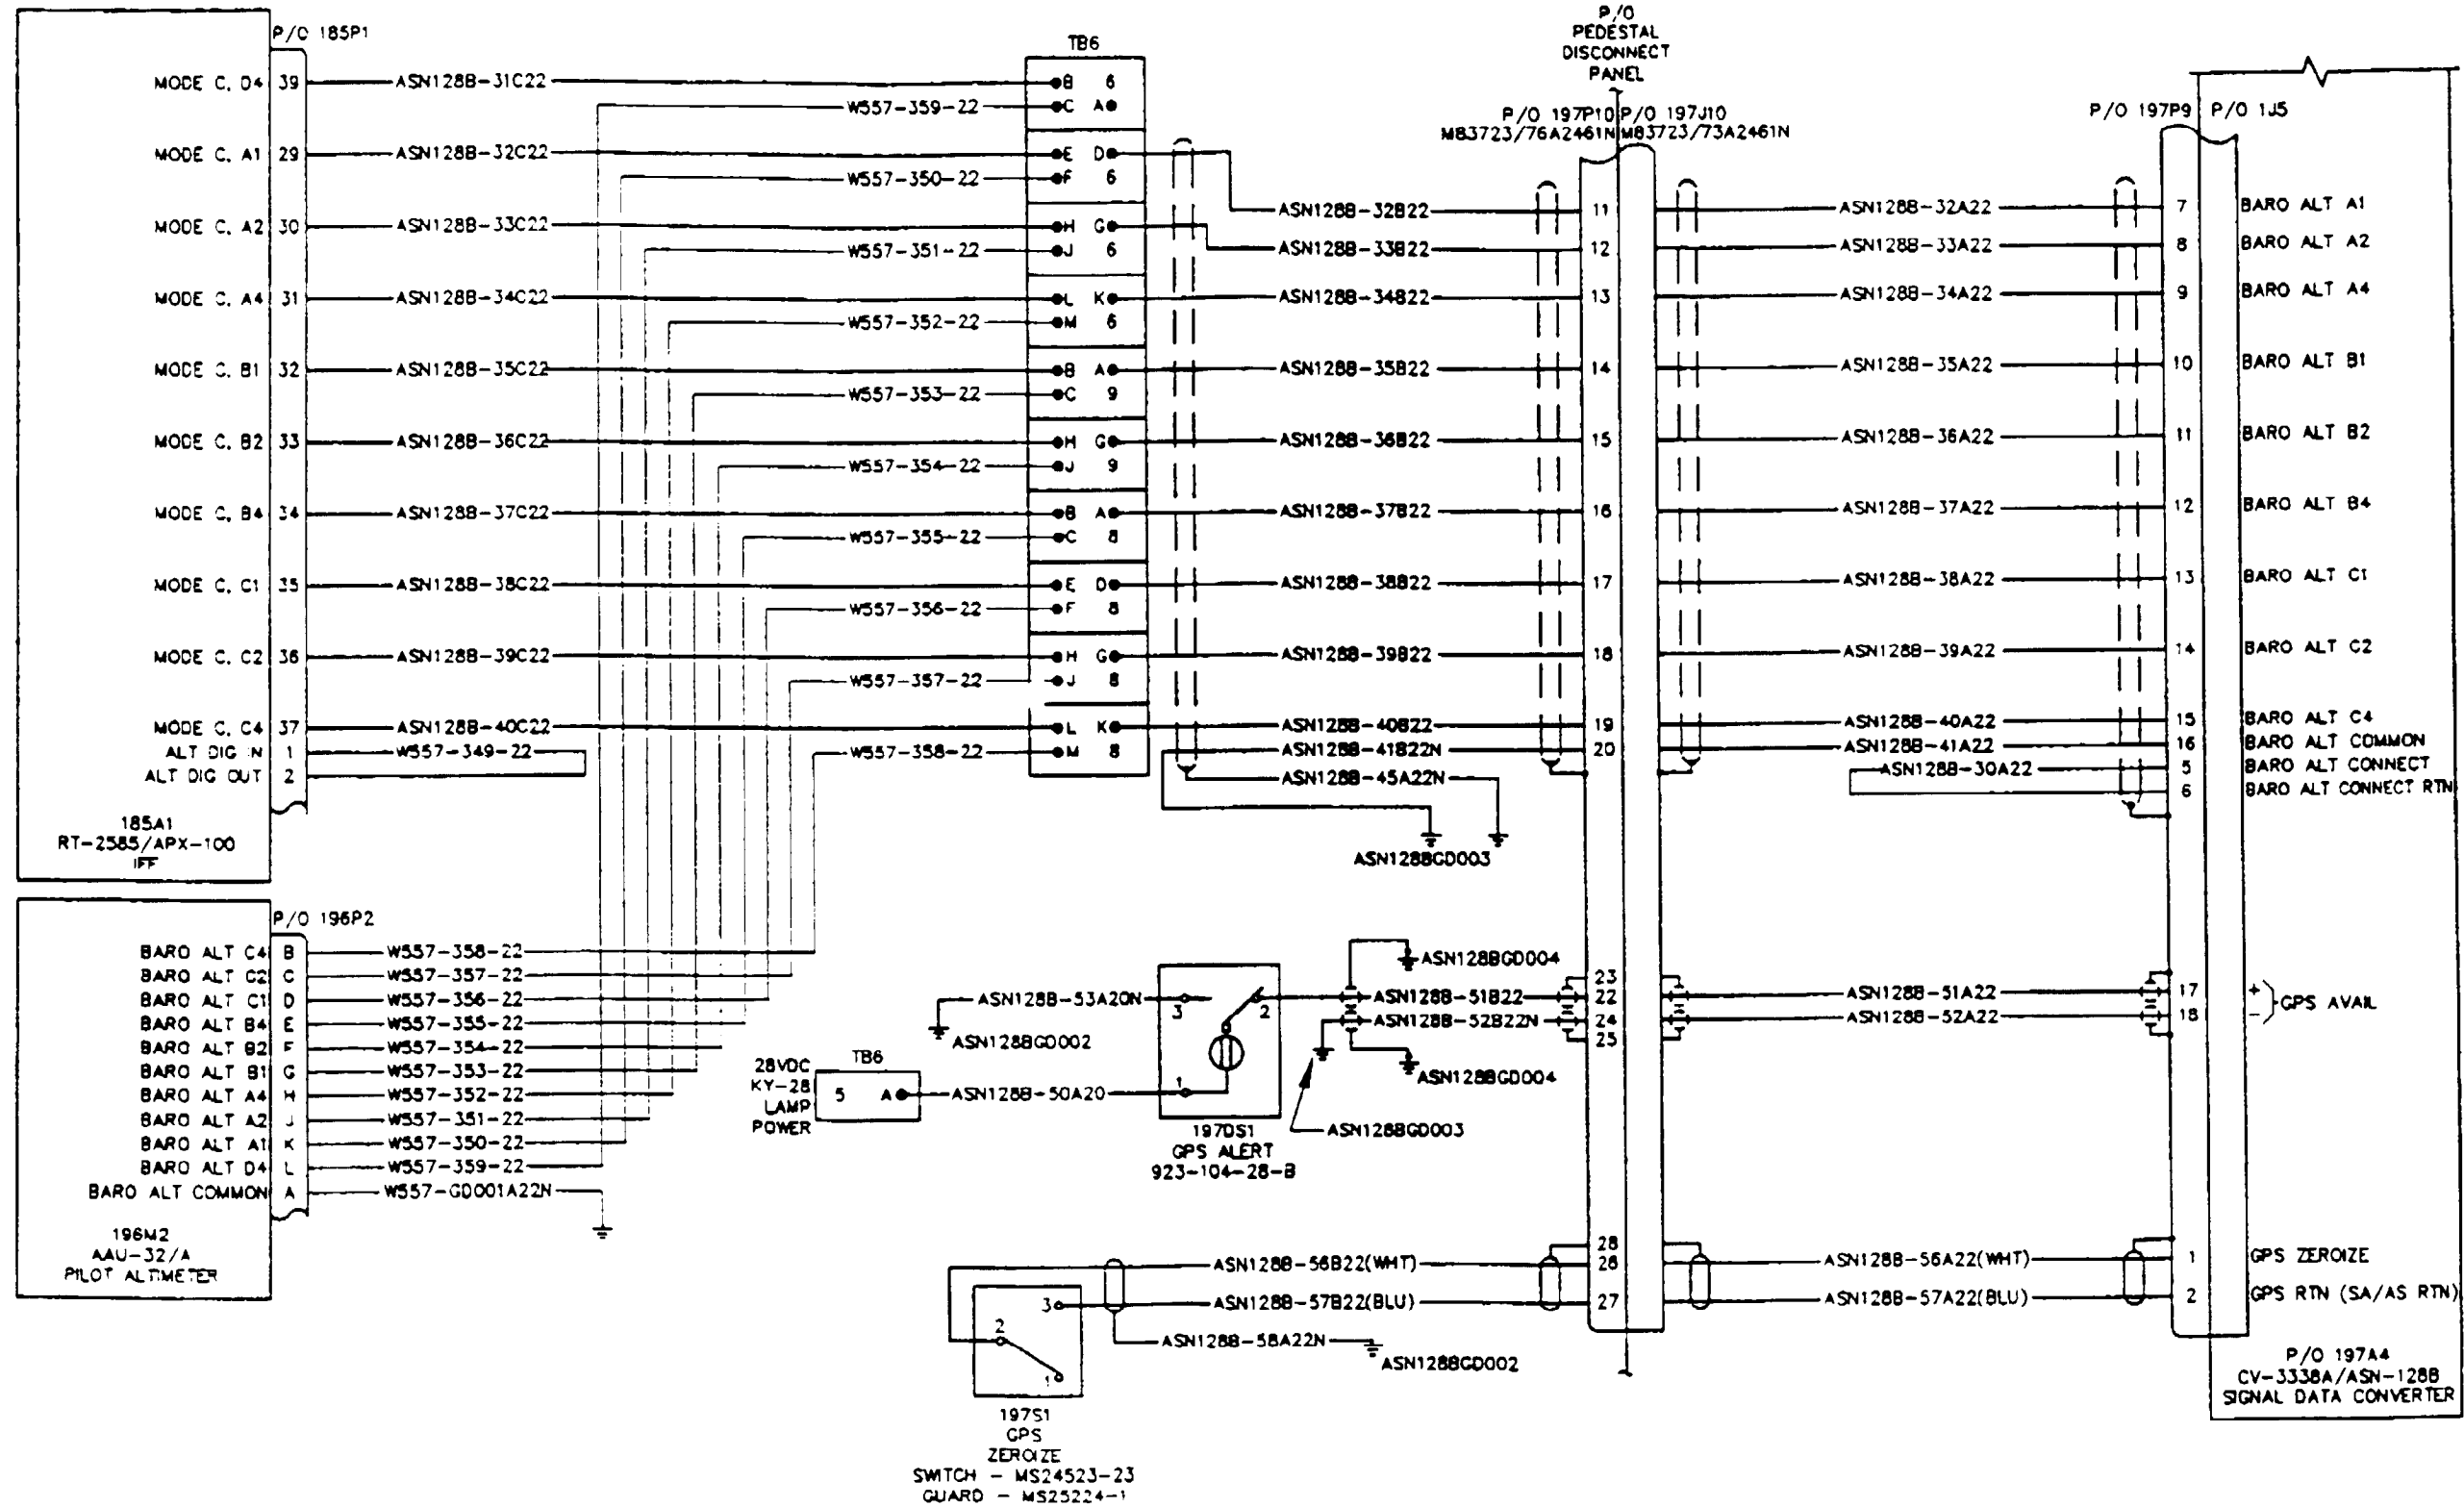 P/O 185P1
MODE C, D4 39 ASN128B-31C22
MODE C, A1 29 ASN128B-32C22
MODE C, A2 30 ASN128B-33C22
MODE C, A4 31 ASN128B-34C22
MODE C, B1 32 ASN128B-35C22
MODE C, B2 33 ASN128B-36C22
MODE C, B4 34 ASN128B-37C22
MODE C, C1 35 ASN128B-38C22
MODE C, C2 36 ASN128B-39C22
MODE C, C4 37 ASN128B-40C22
ALT DIG IN 1 W557-349-22
ALT DIG OUT 2
185A1
RT-2585/APX-100
IFF
P/O 196P2
BARO ALT C4 B W557-358-22
BARO ALT C2 C W557-357-22
BARO ALT C1 D W557-356-22
BARO ALT B4 E W557-355-22
BARO ALT B2 F W557-354-22
BARO ALT B1 G W557-353-22
BARO ALT A4 H W557-352-22
BARO ALT A2 J W557-351-22
BARO ALT A1 K W557-350-22
BARO ALT D4 L W557-359-22
BARO ALT COMMON A W557-GD001A22N
196M2
AAU-32/A
PILOT ALTIMETER
TB6
B 6
W557-359-22 C A
E D
W557-350-22 F 6
H G
W557-351-22 J 6
L K
W557-352-22 M 6
B A
W557-353-22 C 9
H G
W557-354-22 J 9
B A
W557-355-22 C 8
E D
W557-356-22 F 8
H G
W557-357-22 J 8
L K
W557-358-22 M 8
P/O
PEDESTAL
DISCONNECT
PANEL
P/O 197P10 P/O 197J10
M83723/76A2461N M83723/73A2461N
ASN128B-32B22 11 ASN128B-32A22
ASN128B-33B22 12 ASN128B-33A22
ASN128B-34B22 13 ASN128B-34A22
ASN128B-35B22 14 ASN128B-35A22
ASN128B-36B22 15 ASN128B-36A22
ASN128B-37B22 16 ASN128B-37A22
ASN128B-38B22 17 ASN128B-38A22
ASN128B-39B22 18 ASN128B-39A22
ASN128B-40B22 19 ASN128B-40A22
ASN128B-41B22N 20 ASN128B-41A22
ASN128B-45A22N ASN128B-30A22
ASN128BGD003
P/O 197P9 P/O 1J5
7 BARO ALT A1
8 BARO ALT A2
9 BARO ALT A4
10 BARO ALT B1
11 BARO ALT B2
12 BARO ALT B4
13 BARO ALT C1
14 BARO ALT C2
15 BARO ALT C4
16 BARO ALT COMMON
5 BARO ALT CONNECT
6 BARO ALT CONNECT RTN
ASN128BGD004
23
ASN128B-53A20N 3 2 ASN128B-51B22 22 ASN128B-51A22 17 +
GPS AVAIL
ASN128B-52B22N 24 ASN128B-52A22 18 -
25
ASN128BGD002
28VDC
KY-28
LAMP
POWER
TB6
5 A ASN128B-50A20 1
ASN128BGD004
ASN128BGD003
197DS1
GPS ALERT
923-104-28-B
28
ASN128B-56B22(WHT) 26 ASN128B-56A22(WHT) 1 GPS ZEROIZE
3 ASN128B-57B22(BLU) 27 ASN128B-57A22(BLU) 2 GPS RTN (SA/AS RTN)
2
ASN128B-58A22N
ASN128BGD002
1
197S1
GPS
ZEROIZE
SWITCH - MS24523-23
GUARD - MS25224-1
P/O 197A4
CV-3338A/ASN-128B
SIGNAL DATA CONVERTER